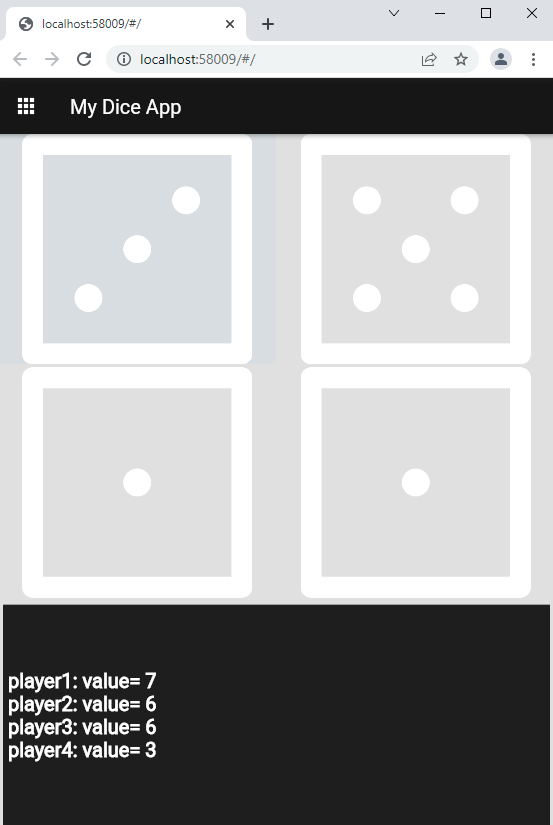 localhost:58009/#/
localhost:58009/#/
My Dice App
player1: value= 7
player2: value= 6
player3: value= 6
player4: value= 3